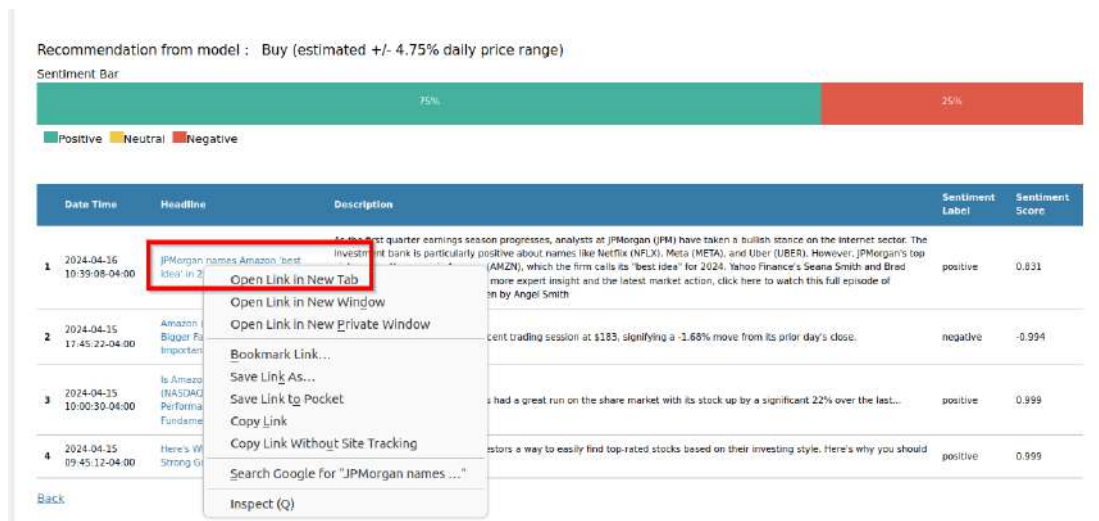 Recommendation from model :   Buy (estimated +/- 4.75% daily price range)
Sentiment Bar
75%
25%
Positive Neutral Negative
Date Time Headline Description Sentiment Label Sentiment Score
1
2024-04-16
10:39:08-04:00
JPMorgan names Amazon 'best
idea' in 2
As the first quarter earnings season progresses, analysts at JPMorgan (JPM) have taken a bullish stance on the internet sector. The
investment bank is particularly positive about names like Netflix (NFLX), Meta (META), and Uber (UBER). However, JPMorgan's top
(AMZN), which the firm calls its "best idea" for 2024. Yahoo Finance's Seana Smith and Brad
more expert insight and the latest market action, click here to watch this full episode of
en by Angel Smith
positive
0.831
2
2024-04-15
17:45:22-04:00
Amazon
Bigger Fa
Importan
cent trading session at $183, signifying a -1.68% move from its prior day's close.
negative
-0.994
3
2024-04-15
10:00:30-04:00
Is Amazo
(NASDAQ
Performa
Fundame
s had a great run on the share market with its stock up by a significant 22% over the last...
positive
0.999
4
2024-04-15
09:45:12-04:00
Here's W
Strong G
estors a way to easily find top-rated stocks based on their investing style. Here's why you should
positive
0.999
Open Link in New Tab
Open Link in New Window
Open Link in New Private Window
Bookmark Link...
Save Link As...
Save Link to Pocket
Copy Link
Copy Link Without Site Tracking
Search Google for "JPMorgan names ..."
Inspect (Q)
Back